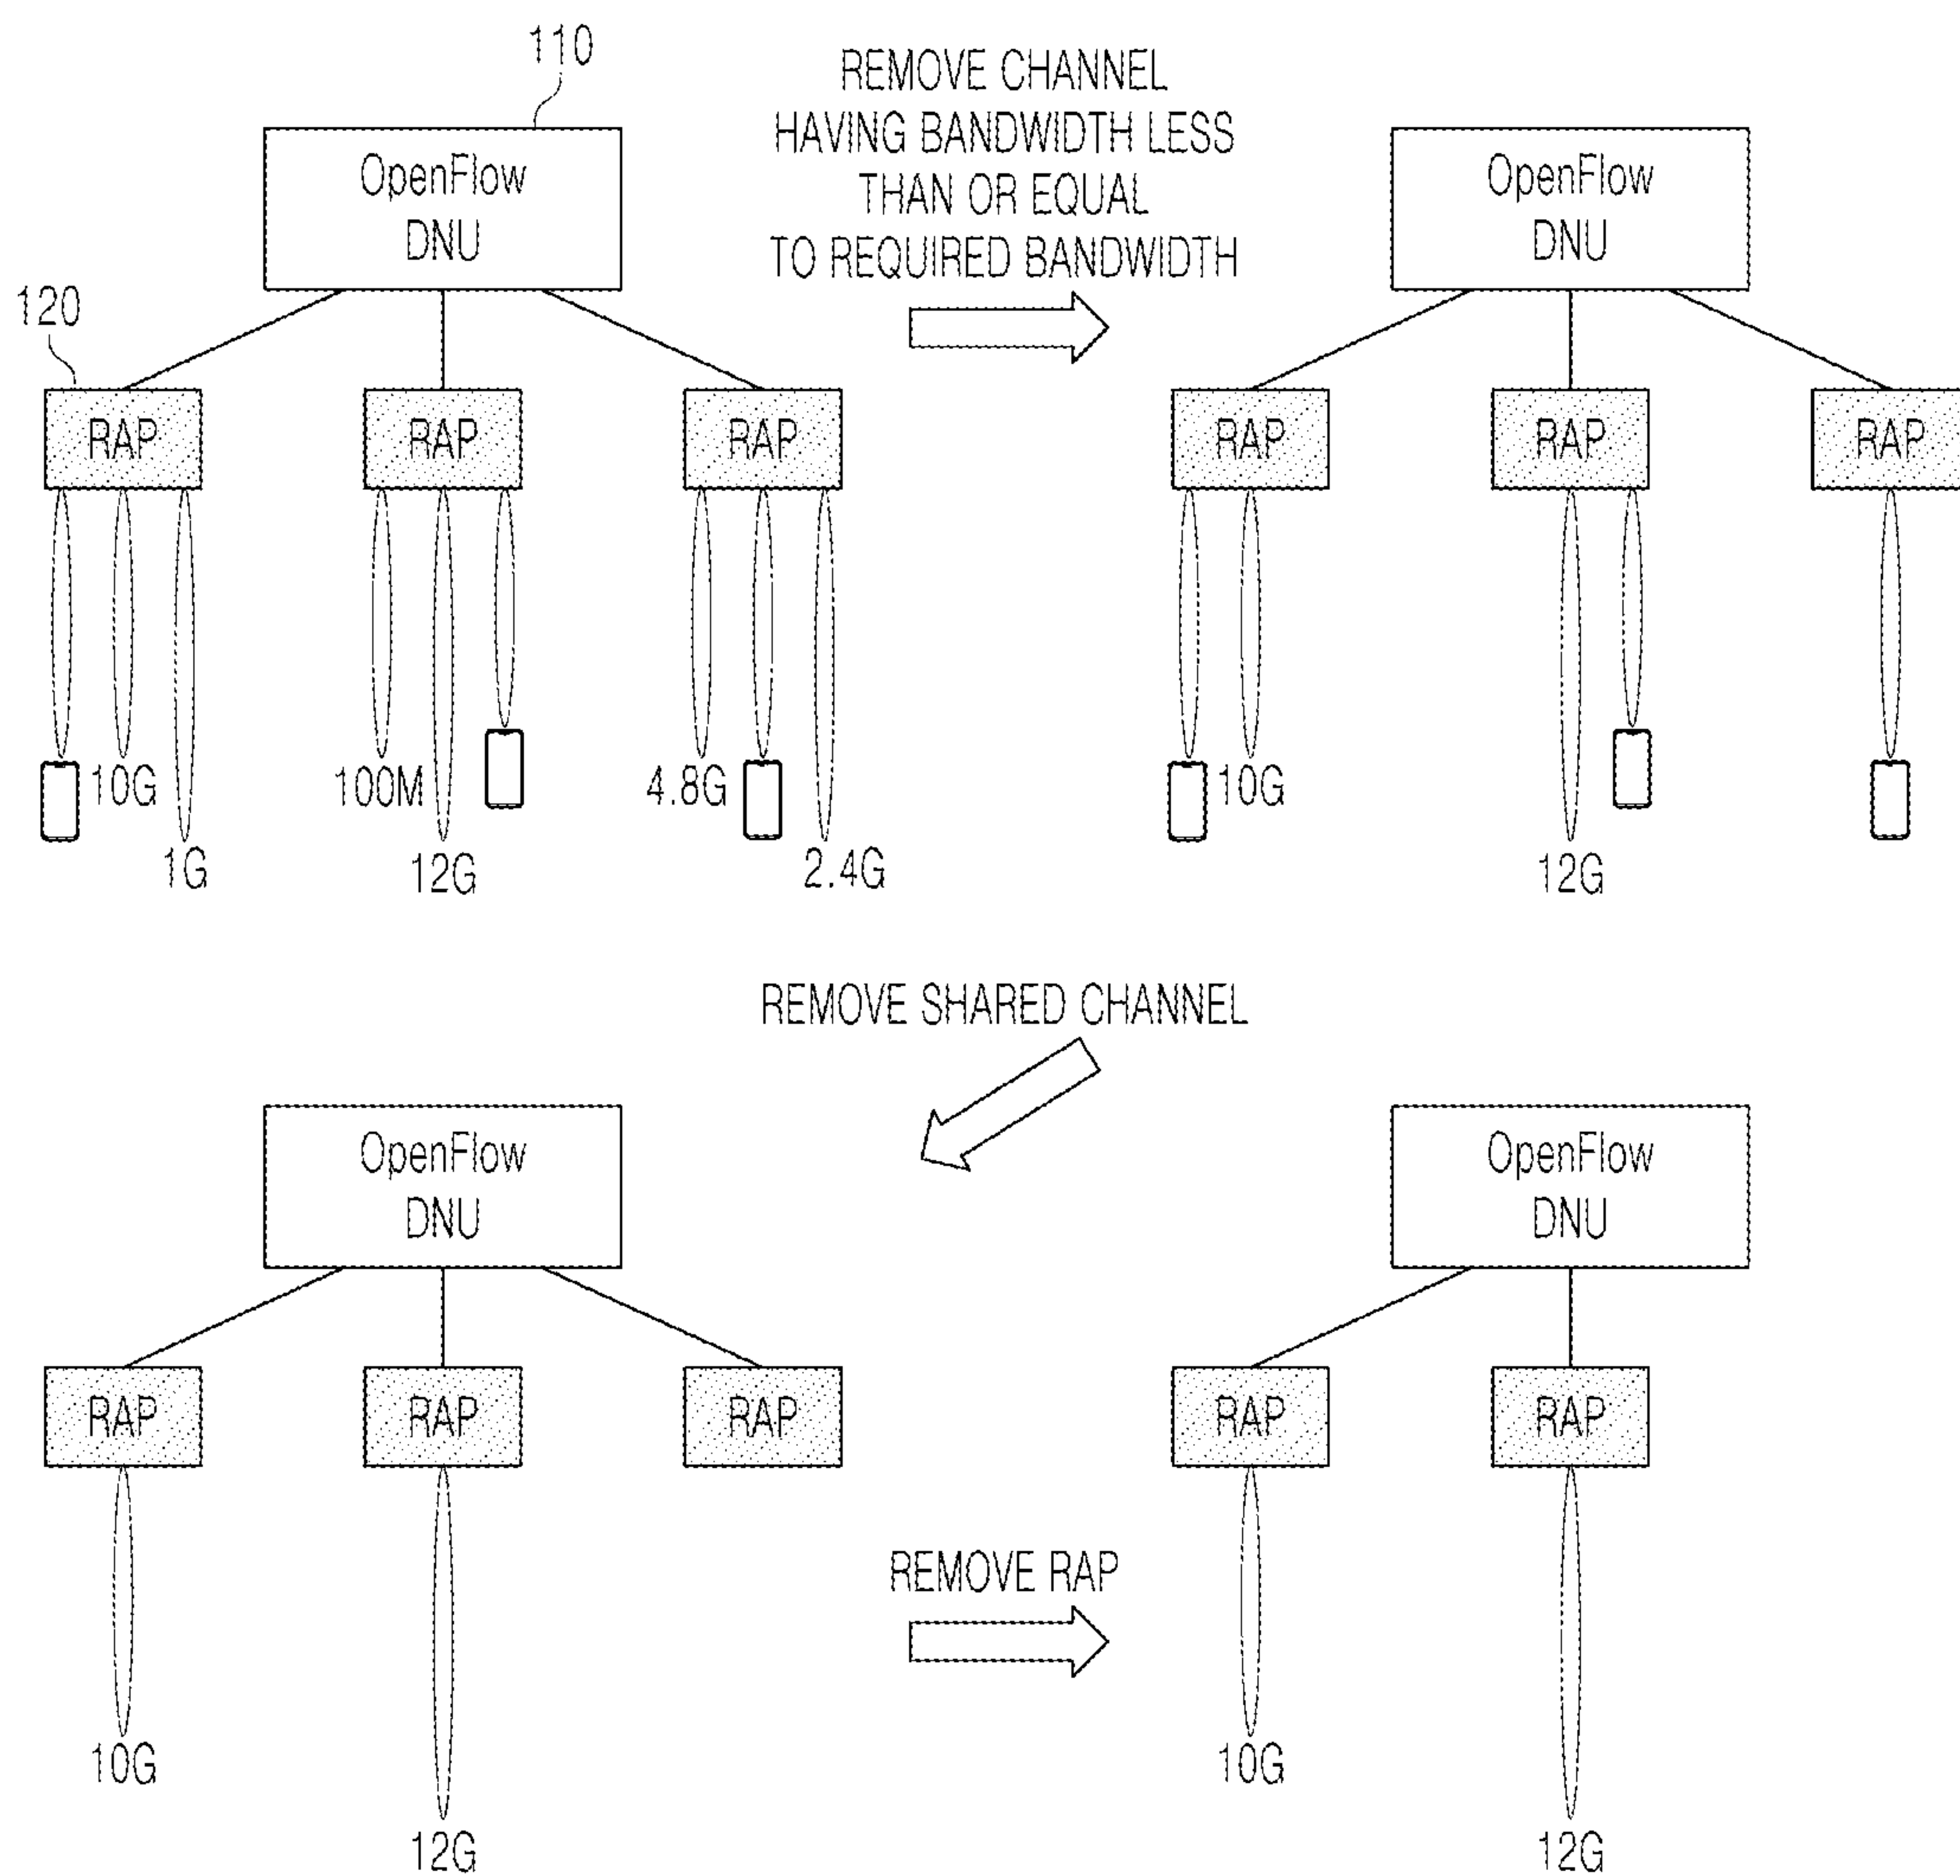 110
OpenFlow
DNU
120
RAP
RAP
RAP
10G
1G
100M
12G
4.8G
2.4G
REMOVE CHANNEL
HAVING BANDWIDTH LESS
THAN OR EQUAL
TO REQUIRED BANDWIDTH
OpenFlow
DNU
RAP
RAP
RAP
10G
12G
REMOVE SHARED CHANNEL
OpenFlow
DNU
RAP
RAP
RAP
10G
12G
REMOVE RAP
OpenFlow
DNU
RAP
RAP
10G
12G